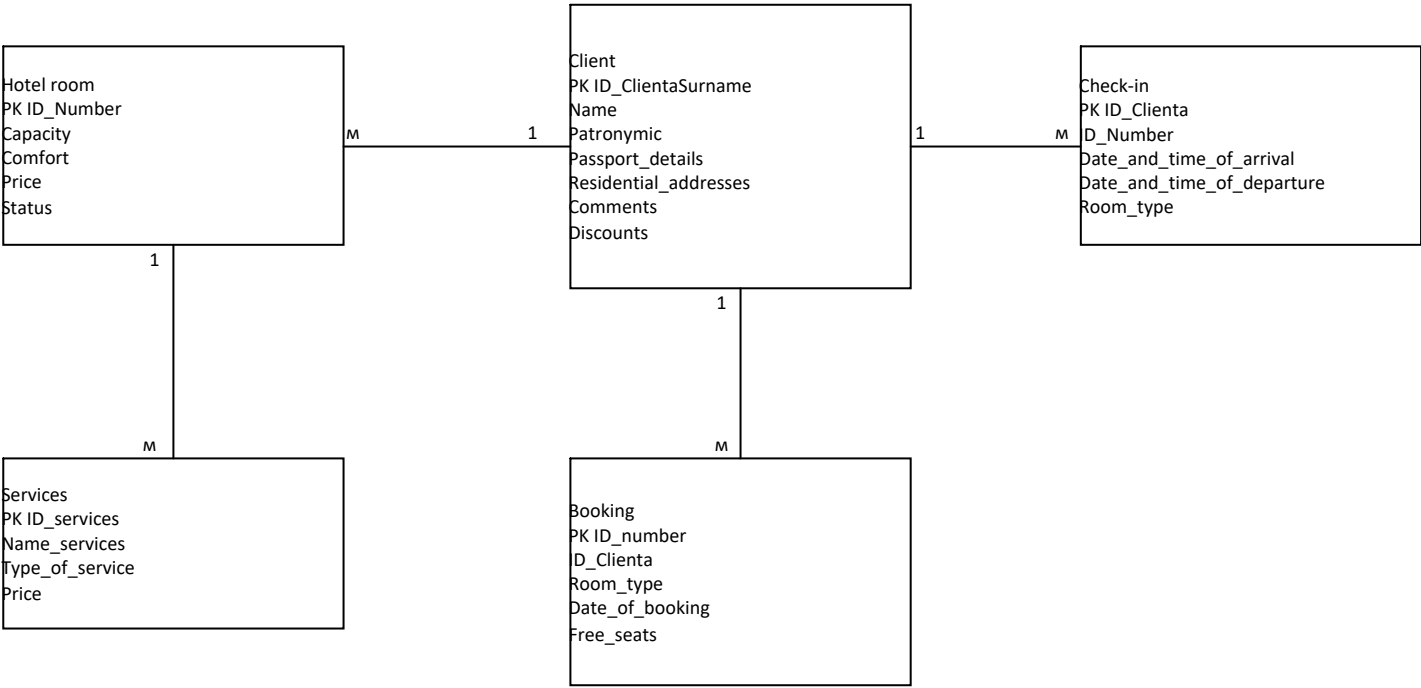 Hotel room
PK ID_Number
Capacity
Comfort
Price
Status
м
1
Client
PK ID_ClientaSurname
Name
Patronymic
Passport_details
Residential_addresses
Comments
Discounts
1
м
Check-in
PK ID_Clienta
ID_Number
Date_and_time_of_arrival
Date_and_time_of_departure
Room_type
1
м
1
м
Services
PK ID_services
Name_services
Type_of_service
Price
Booking
PK ID_number
ID_Clienta
Room_type
Date_of_booking
Free_seats